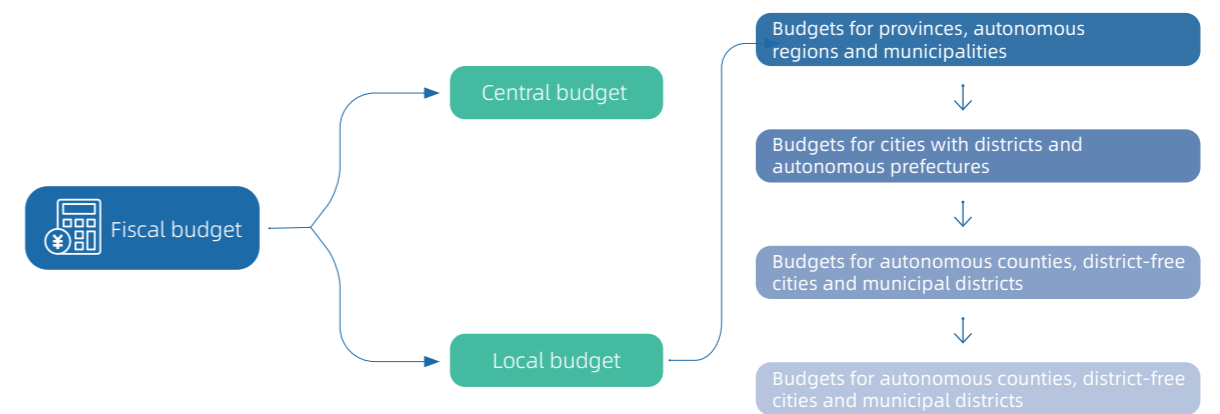 Budgets for provinces, autonomous
regions and municipalities
Central budget
Budgets for cities with districts and
autonomous prefectures
¥
Fiscal budget
Budgets for autonomous counties, district-free
cities and municipal districts
Local budget
Budgets for autonomous counties, district-free
cities and municipal districts